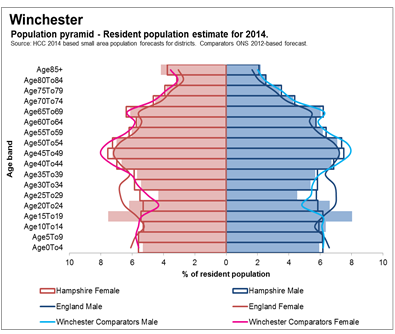 Winchester
Population pyramid - Resident population estimate for 2014.
Source: HCC 2014 based small area population forecasts for districts. Comparators ONS 2012-based forecast.
Age band
Age85+
Age80To84
Age75To79
Age70To74
Age65To69
Age60To64
Age55To59
Age50To54
Age45To49
Age40To44
Age35To39
Age30To34
Age25To29
Age20To24
Age15To19
Age10To14
Age5To9
Age0To4
10 8 6 4 2 0 2 4 6 8 10
% of resident population
Hampshire Female Hampshire Male
England Male England Female
Winchester Comparators Male Winchester Comparators Female